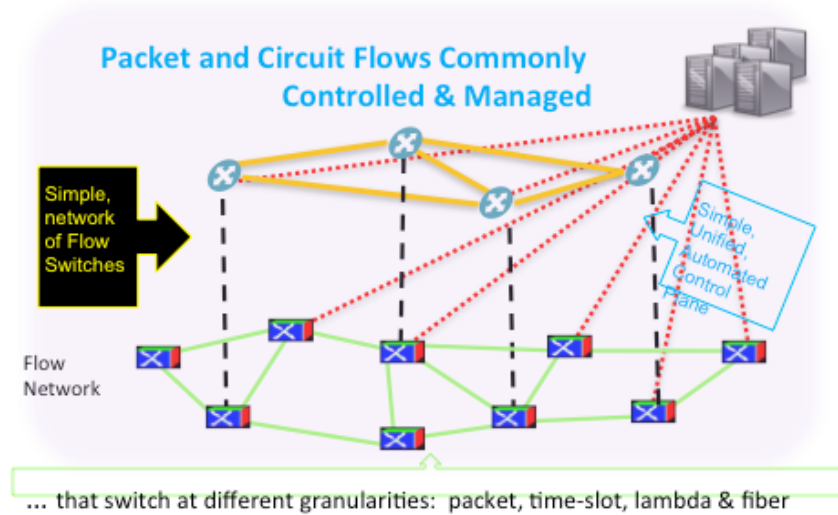 Packet and Circuit Flows Commonly
Controlled & Managed
Simple,
network
of Flow
Switches
Simple,
Unified,
Automated
Control
Plane
Flow
Network
... that switch at different granularities: packet, time-slot, lambda & fiber